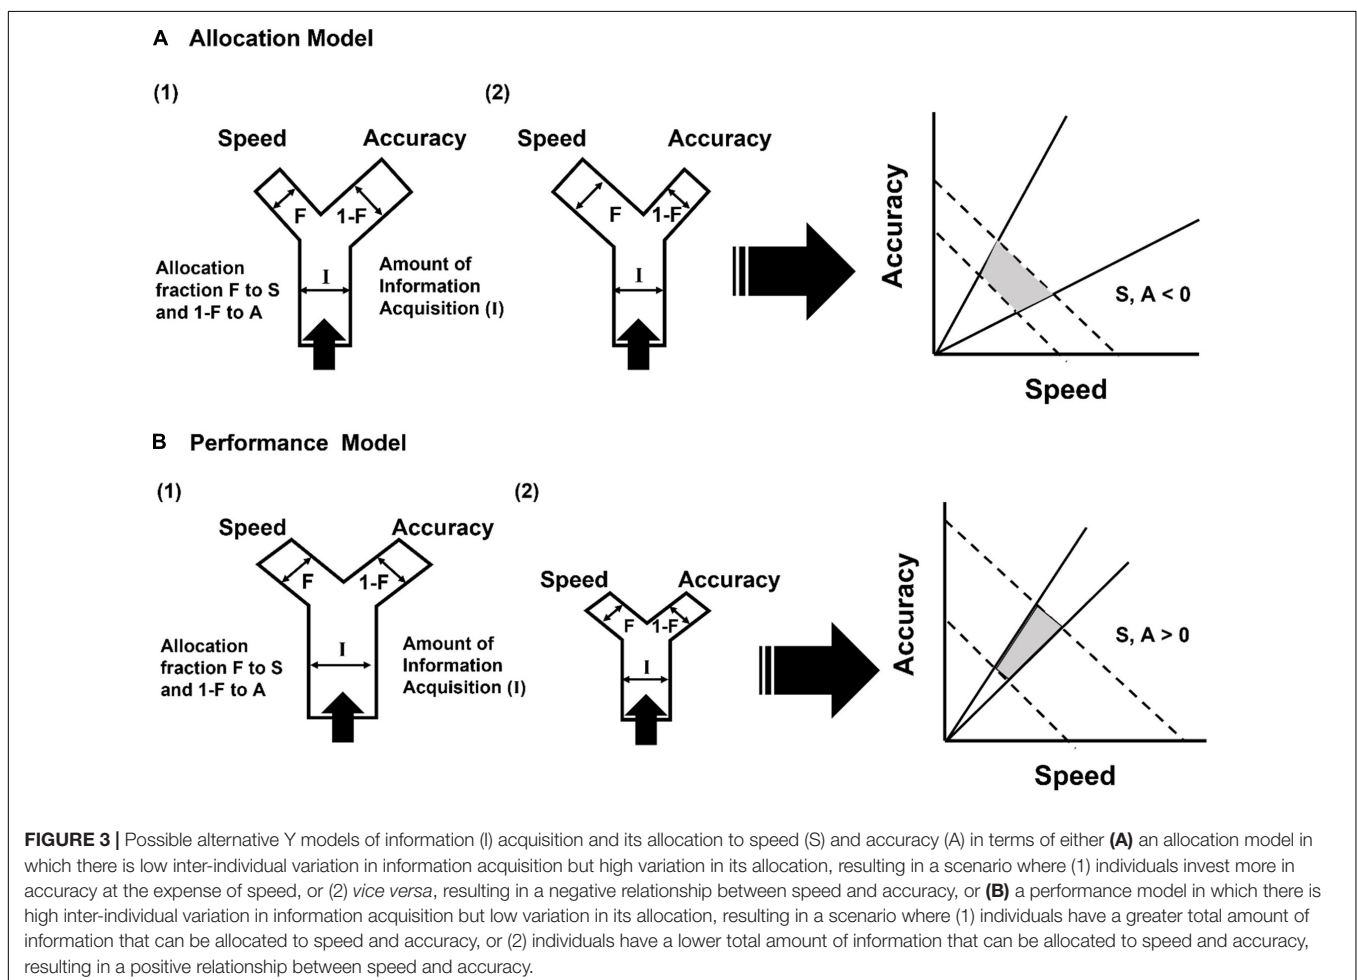 A Allocation Model
(1)
(2)
Speed
Accuracy
Speed
Accuracy
F
1-F
F
1-F
Allocation
fraction F to S
and 1-F to A
I
Amount of
Information
Acquisition (I)
I
Accuracy
S, A < 0
Speed
B Performance Model
(1)
(2)
Speed
Accuracy
F
1-F
Speed
Accuracy
F
1-F
Allocation
fraction F to S
and 1-F to A
I
Amount of
Information
Acquisition (I)
I
Accuracy
S, A > 0
Speed
FIGURE 3 | Possible alternative Y models of information (I) acquisition and its allocation to speed (S) and accuracy (A) in terms of either (A) an allocation model in
which there is low inter-individual variation in information acquisition but high variation in its allocation, resulting in a scenario where (1) individuals invest more in
accuracy at the expense of speed, or (2) vice versa, resulting in a negative relationship between speed and accuracy, or (B) a performance model in which there is
high inter-individual variation in information acquisition but low variation in its allocation, resulting in a scenario where (1) individuals have a greater total amount of
information that can be allocated to speed and accuracy, or (2) individuals have a lower total amount of information that can be allocated to speed and accuracy,
resulting in a positive relationship between speed and accuracy.